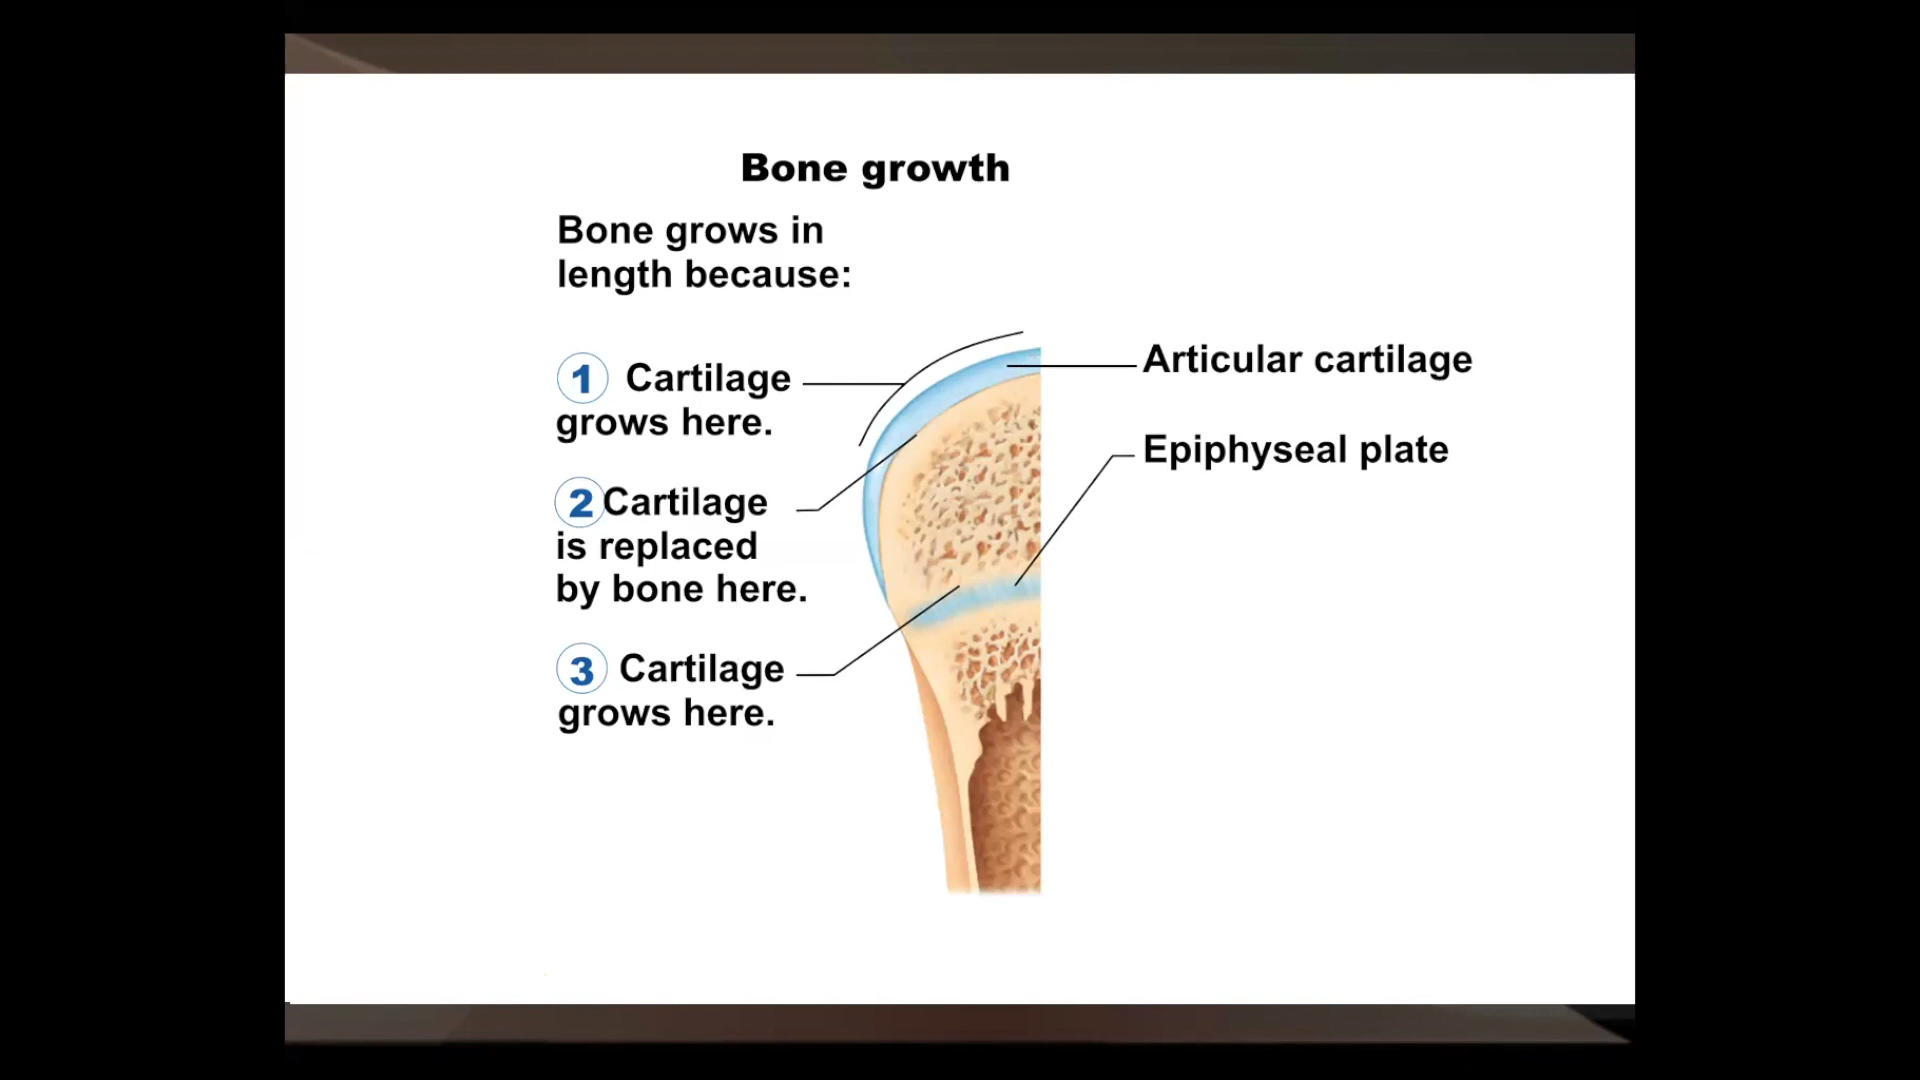 Bone growth
Bone grows in
length because:
1 Cartilage
grows here.
2 Cartilage
is replaced
by bone here.
3 Cartilage
grows here.
Articular cartilage
Epiphyseal plate